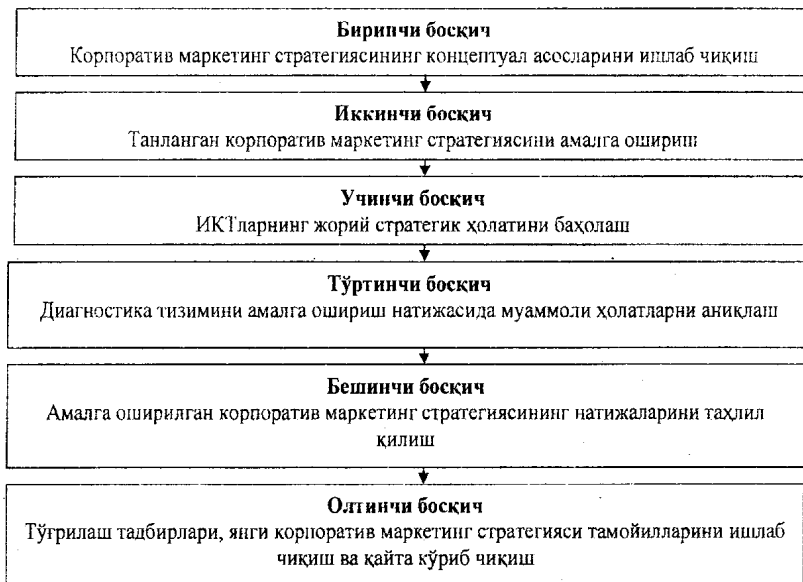 Биринчи босқич
Корпоратив маркетинг стратегиясининг концептуал асосларини ишлаб чиқиш
Иккинчи босқич
Танланган корпоратив маркетинг стратегиясини амалга ошириш
Учинчи босқич
ИКТларнинг жорий стратегик ҳолатини баҳолаш
Тўртинчи босқич
Диагностика тизимини амалга ошириш натижасида муаммоли ҳолатларни аниқлаш
Бешинчи босқич
Амалга оширилган корпоратив маркетинг стратегиясининг натижаларини таҳлил
қилиш
Олтинчи босқич
Тўғрилаш тадбирлари, янги корпоратив маркетинг стратегияси тамойилларини ишлаб
чиқиш ва қайта кўриб чиқиш